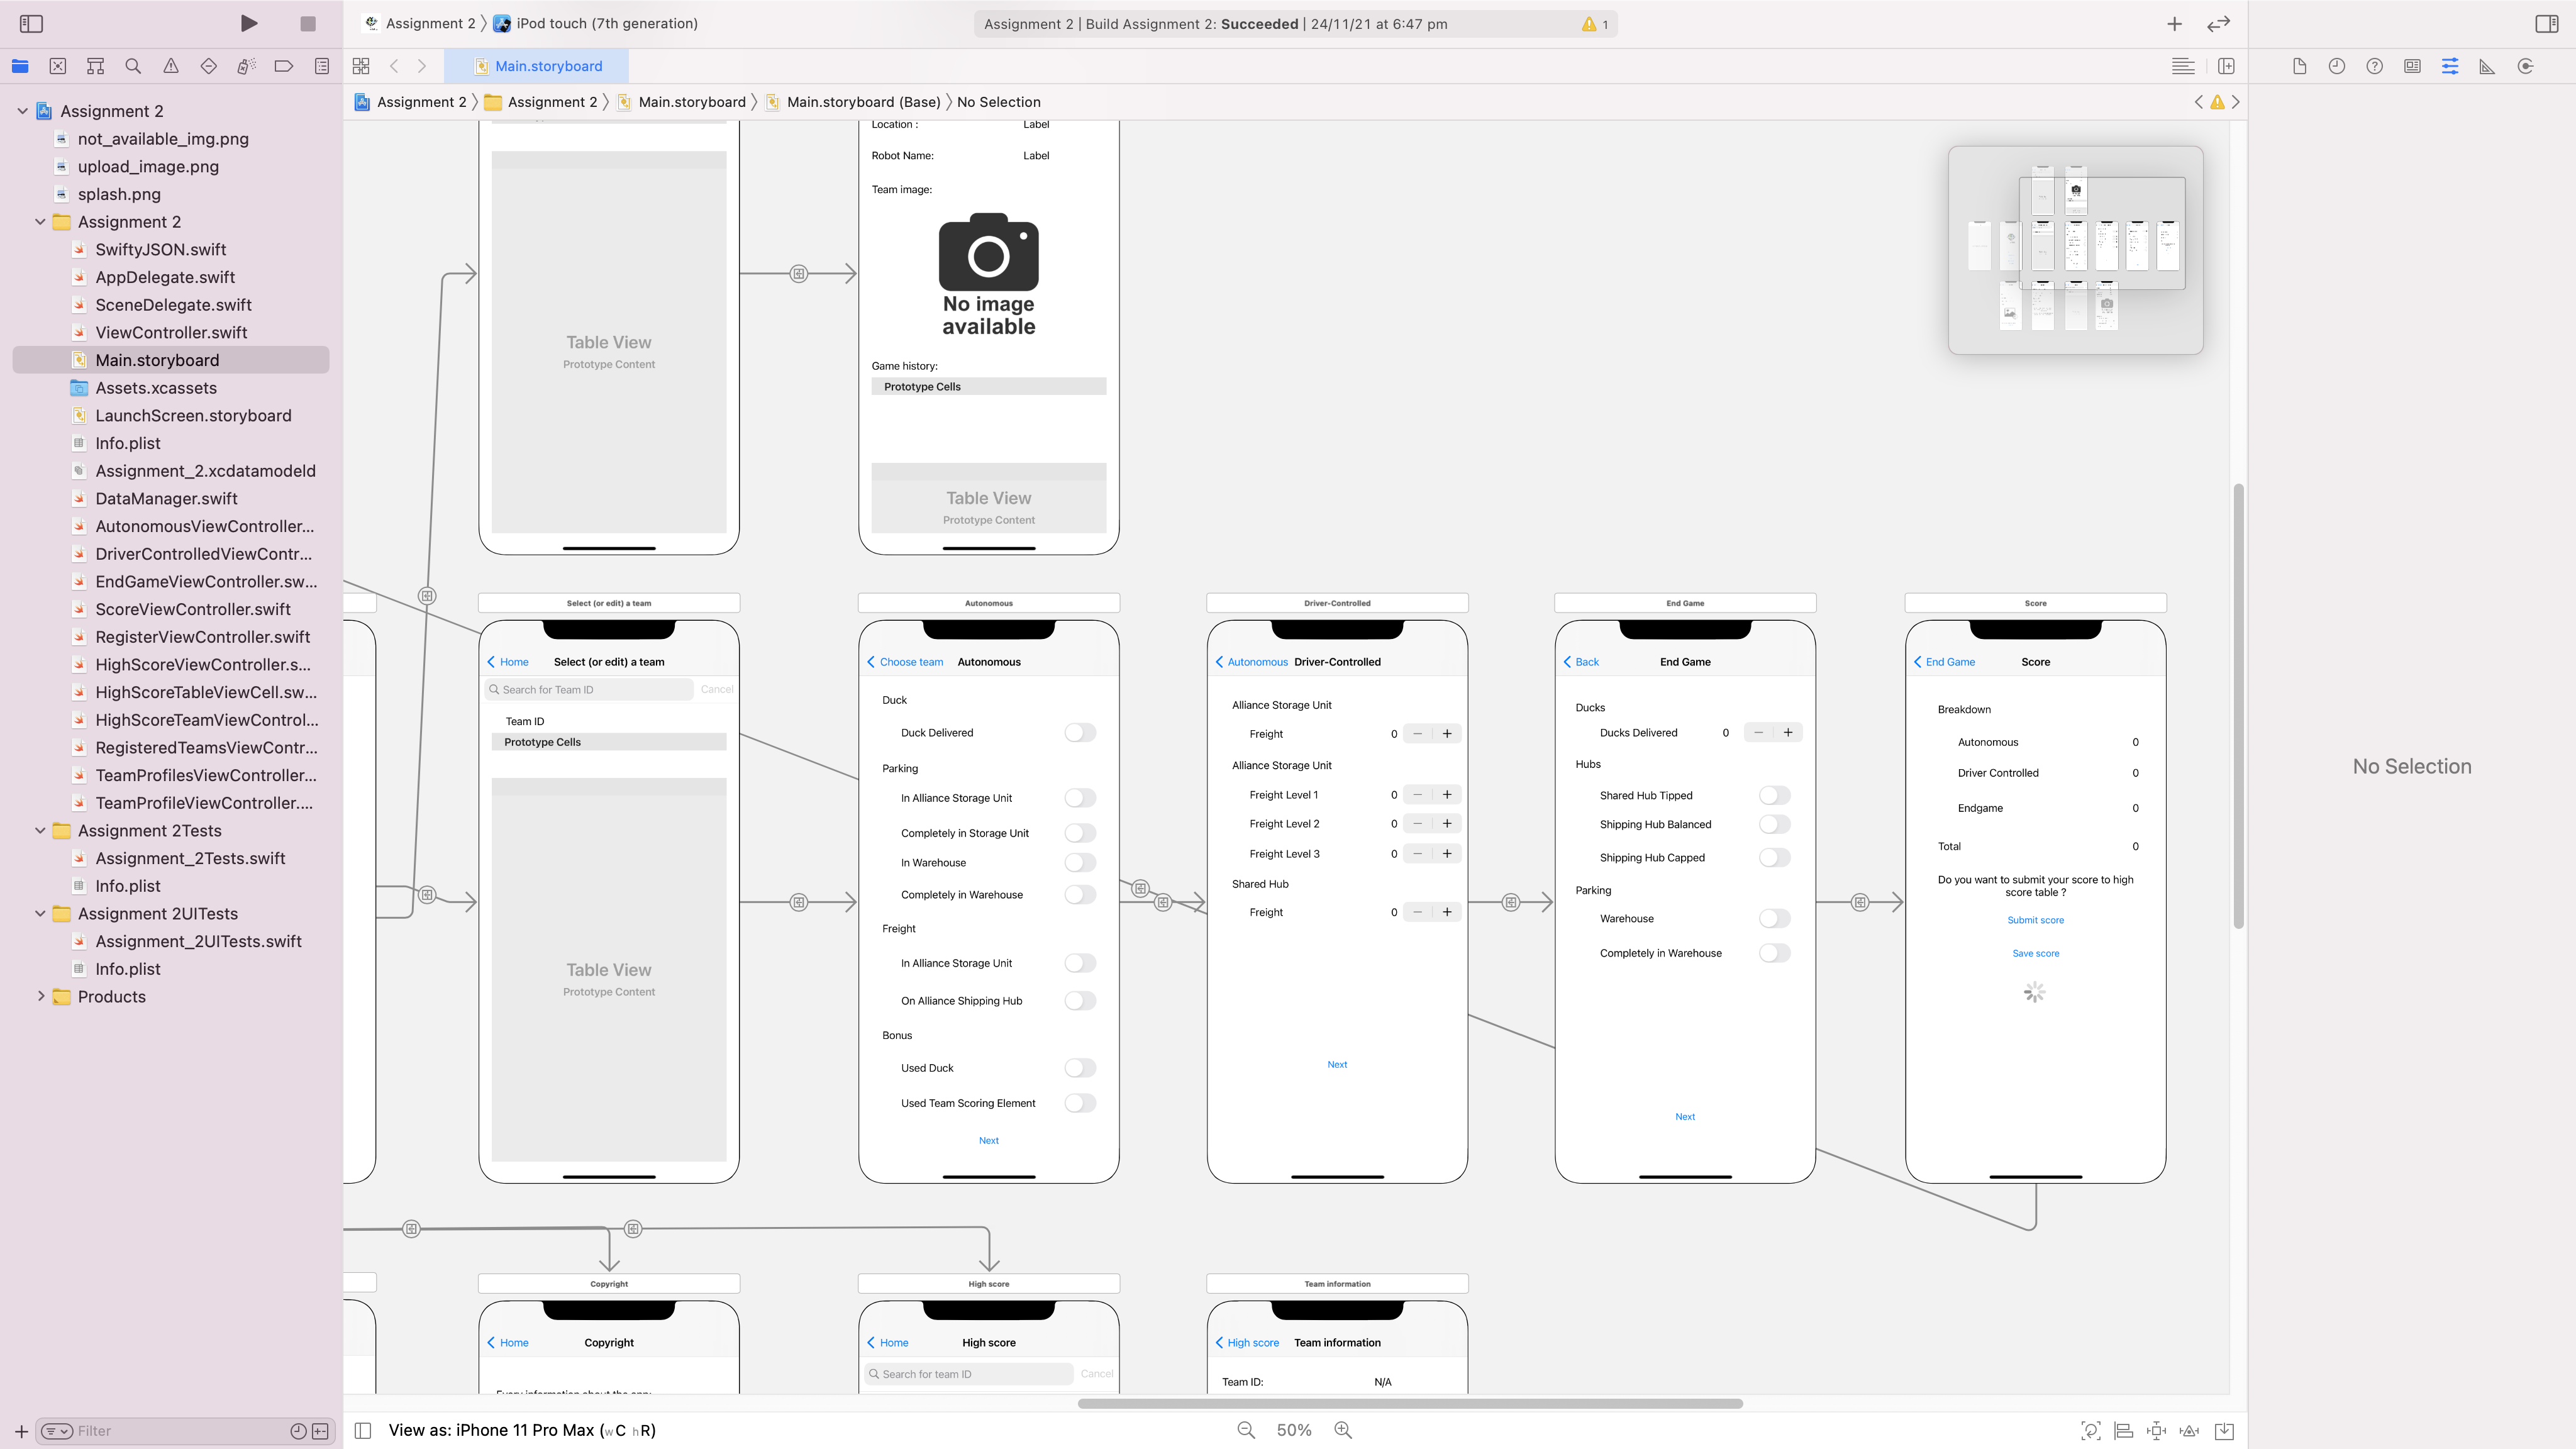 Assignment 2 iPod touch (7th generation)
Assignment 2 | Build Assignment 2: Succeeded | 24/11/21 at 6:47 pm
1
Main.storyboard
Assignment 2 Assignment 2 Main.storyboard Main.storyboard (Base) No Selection
Assignment 2
not_available_img.png
upload_image.png
splash.png
Assignment 2
SwiftyJSON.swift
AppDelegate.swift
SceneDelegate.swift
ViewController.swift
Main.storyboard
Assets.xcassets
LaunchScreen.storyboard
Info.plist
Assignment_2.xcdatamodeld
DataManager.swift
AutonomousViewController...
DriverControlledViewContr...
EndGameViewController.sw...
ScoreViewController.swift
RegisterViewController.swift
HighScoreViewController.s...
HighScoreTableViewCell.sw...
HighScoreTeamViewControl...
RegisteredTeamsViewContr...
TeamProfilesViewController...
TeamProfileViewController....
Assignment 2Tests
Assignment_2Tests.swift
Info.plist
Assignment 2UITests
Assignment_2UITests.swift
Info.plist
Products
Filter
Table View
Prototype Content
Location : Label
Robot Name: Label
Team image:
No image
available
Game history:
Prototype Cells
Table View
Prototype Content
Select (or edit) a team
Home Select (or edit) a team
Search for Team ID Cancel
Team ID
Prototype Cells
Table View
Prototype Content
Autonomous
Choose team Autonomous
Duck
Duck Delivered
Parking
In Alliance Storage Unit
Completely in Storage Unit
In Warehouse
Completely in Warehouse
Freight
In Alliance Storage Unit
On Alliance Shipping Hub
Bonus
Used Duck
Used Team Scoring Element
Next
Driver-Controlled
Autonomous Driver-Controlled
Alliance Storage Unit
Freight 0 − +
Alliance Storage Unit
Freight Level 1 0 − +
Freight Level 2 0 − +
Freight Level 3 0 − +
Shared Hub
Freight 0 − +
Next
End Game
Back End Game
Ducks
Ducks Delivered 0 − +
Hubs
Shared Hub Tipped
Shipping Hub Balanced
Shipping Hub Capped
Parking
Warehouse
Completely in Warehouse
Next
Score
End Game Score
Breakdown
Autonomous 0
Driver Controlled 0
Endgame 0
Total 0
Do you want to submit your score to high
score table ?
Submit score
Save score
Copyright
Home Copyright
High score
Home High score
Search for team ID Cancel
Team information
High score Team information
Team ID: N/A
No Selection
View as: iPhone 11 Pro Max (wC hR)
50%